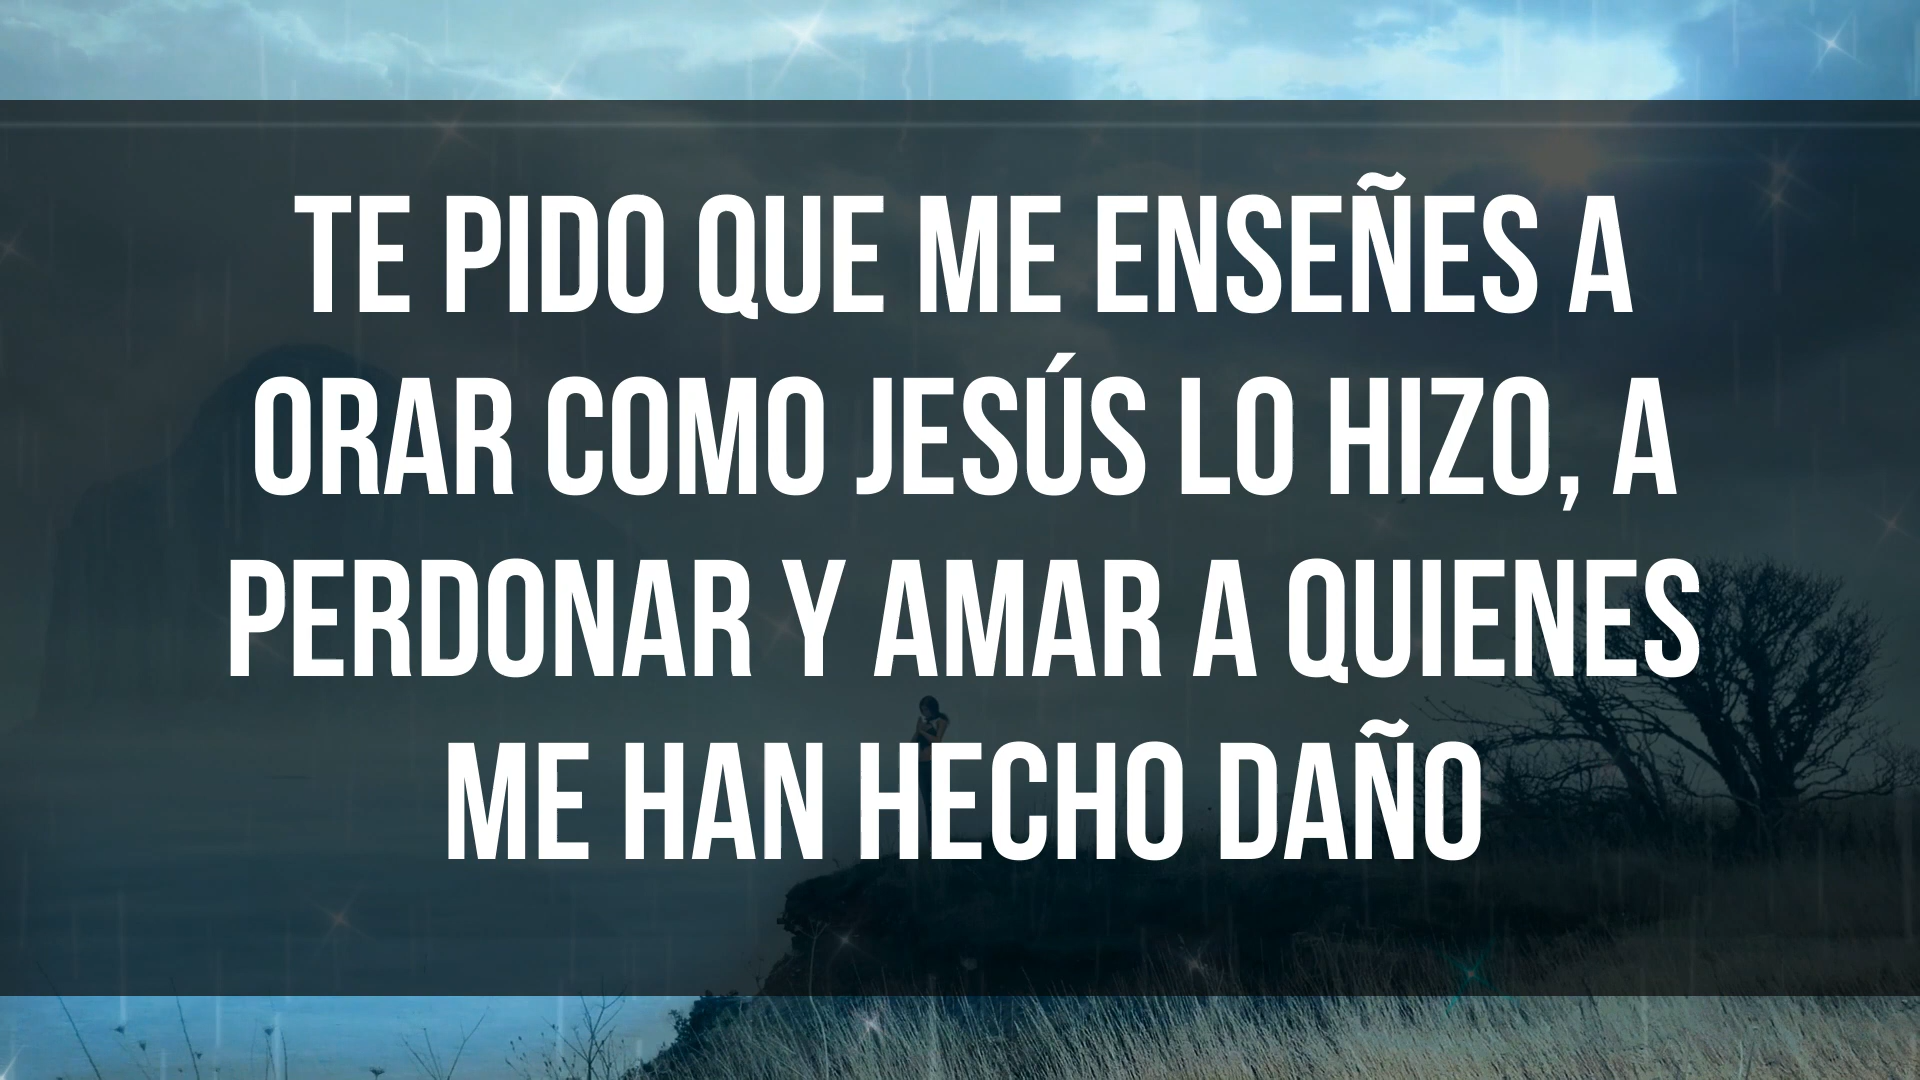 TE PIDO QUE ME ENSEÑES A
ORAR COMO JESÚS LO HIZO, A
PERDONAR Y AMAR A QUIENES
ME HAN HECHO DAÑO